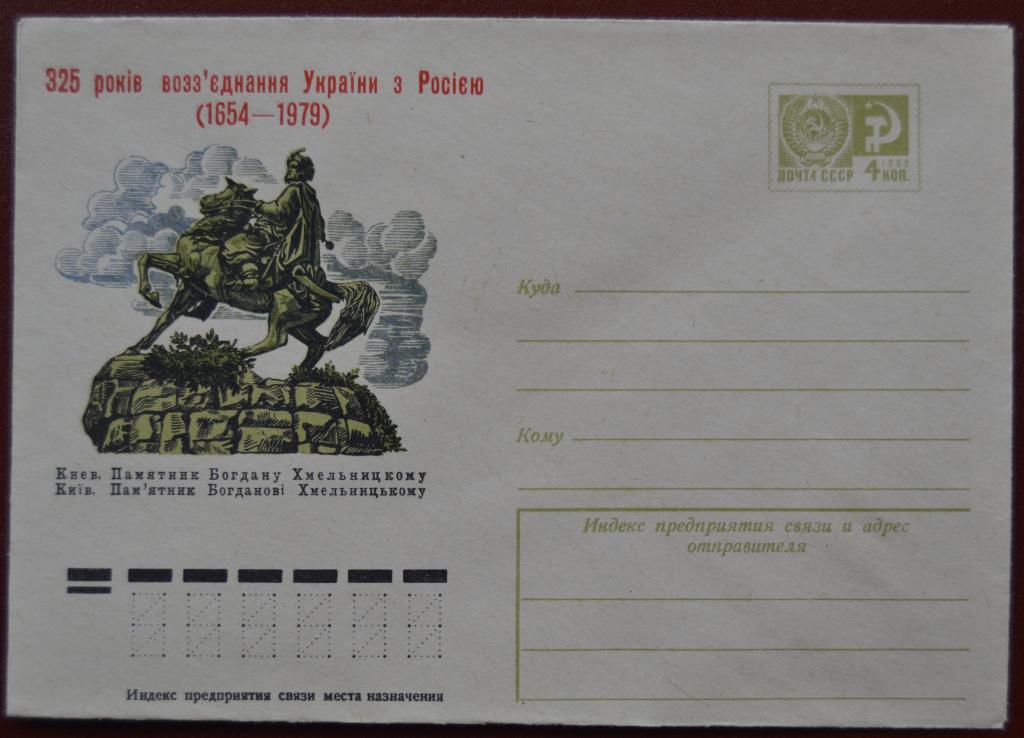 325 років возз'єднання України з Росією
(1654—1979)
1966
ПОЧТА СССР 4 КОП.
Куда
Кому
Киев. Памятник Богдану Хмельницкому
Київ. Пам'ятник Богданові Хмельницькому
Индекс предприятия связи и адрес
отправителя
Индекс предприятия связи места назначения